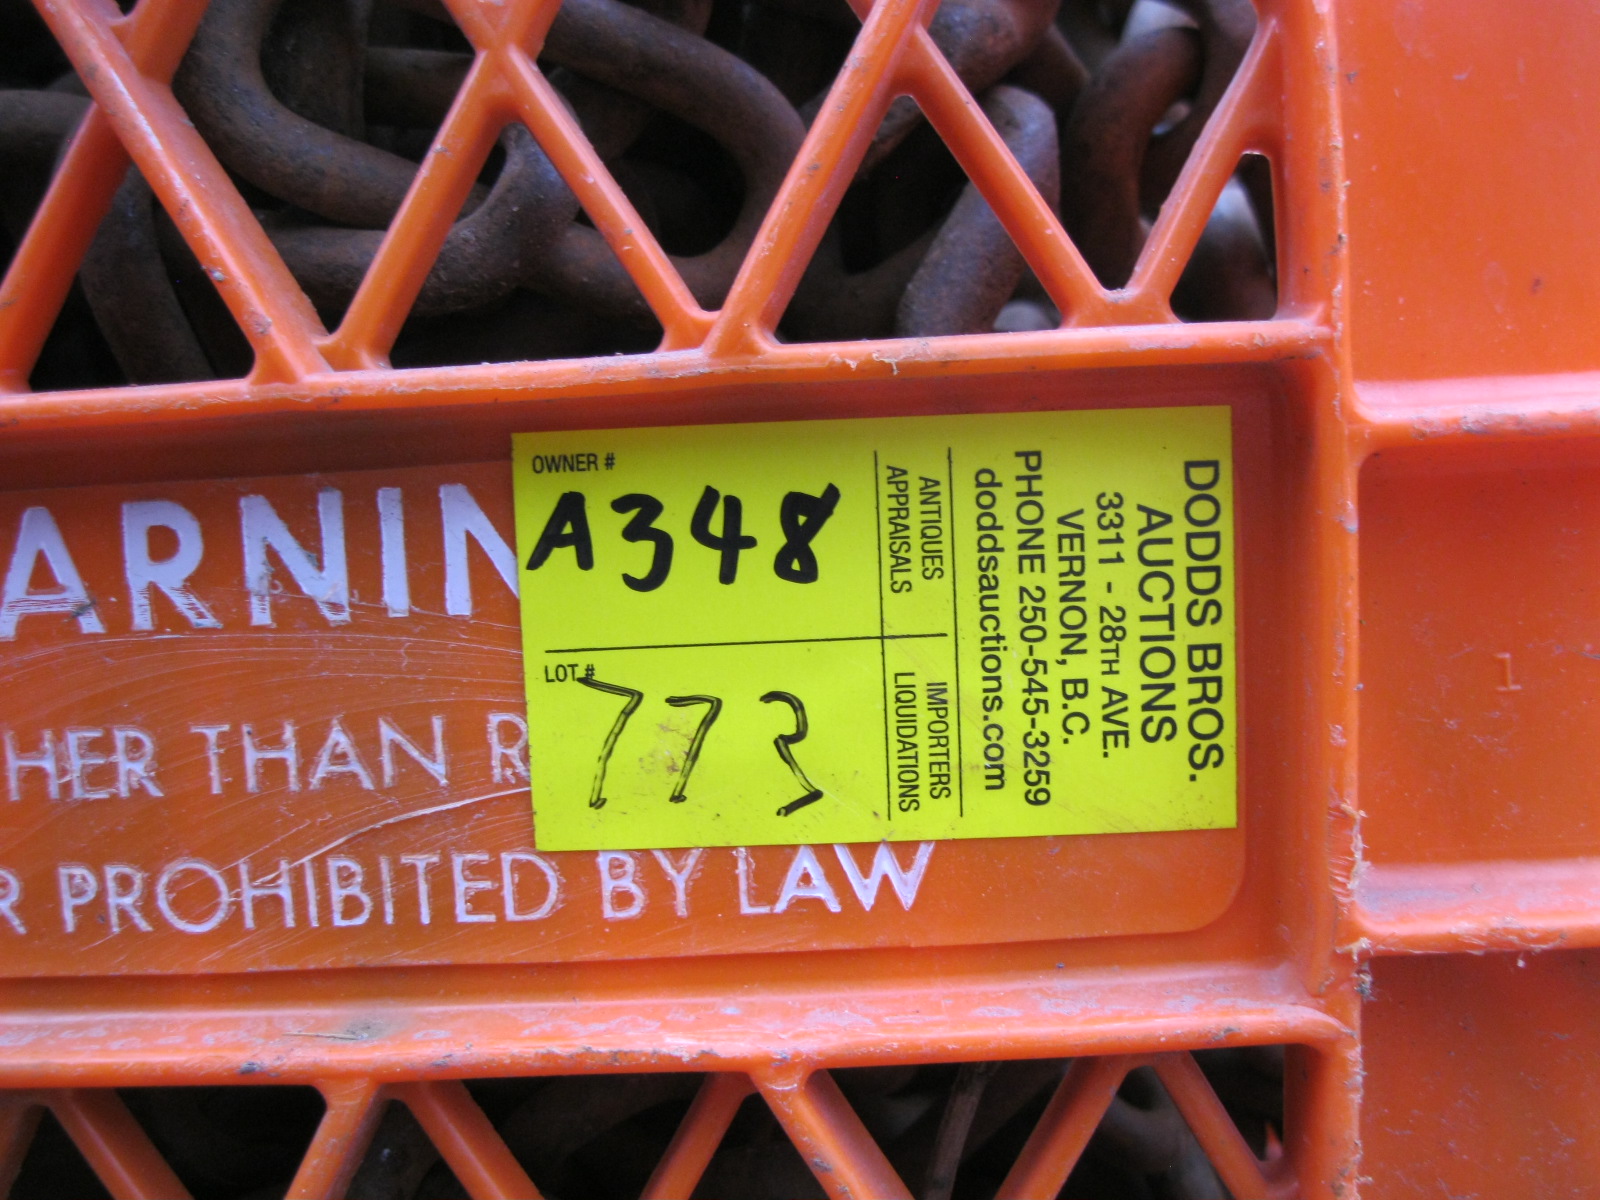 ARNIN
HER THAN R
R PROHIBITED BY LAW
OWNER #
A348
LOT #
773
ANTIQUES
APPRAISALS
IMPORTERS
LIQUIDATIONS
DODDS BROS.
AUCTIONS
3311 - 28TH AVE.
VERNON, B.C.
PHONE 250-545-3259
doddsauctions.com
1